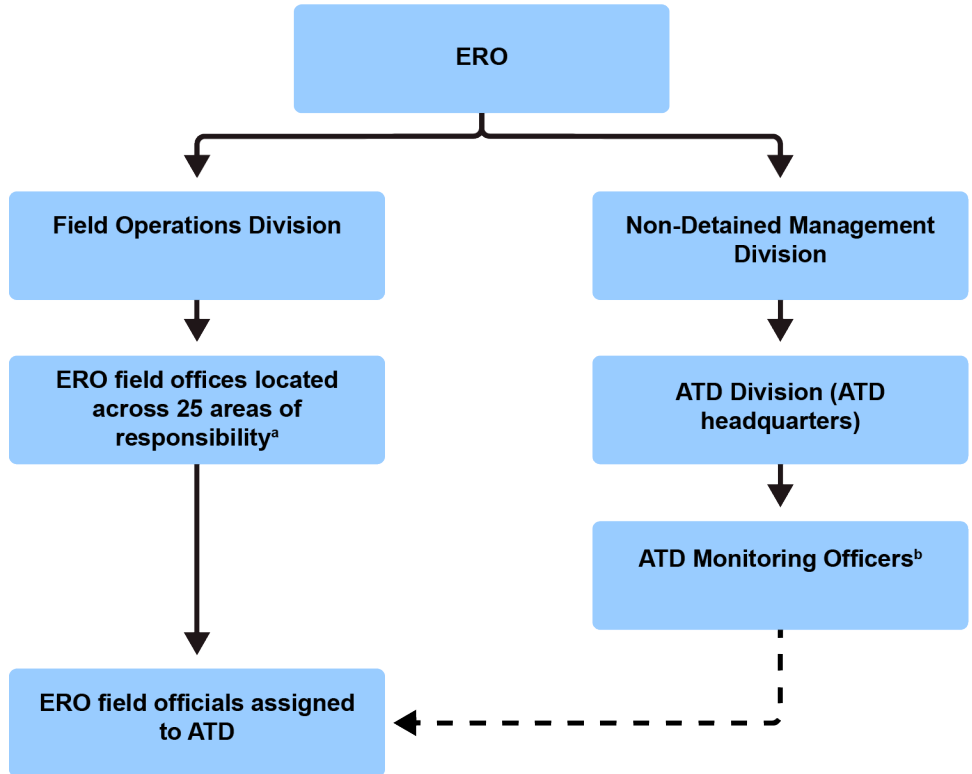 ERO
Field Operations Division
Non-Detained Management
Division
ERO field offices located
across 25 areas of
responsibilityᵃ
ATD Division (ATD
headquarters)
ATD Monitoring Officersᵇ
ERO field officials assigned
to ATD